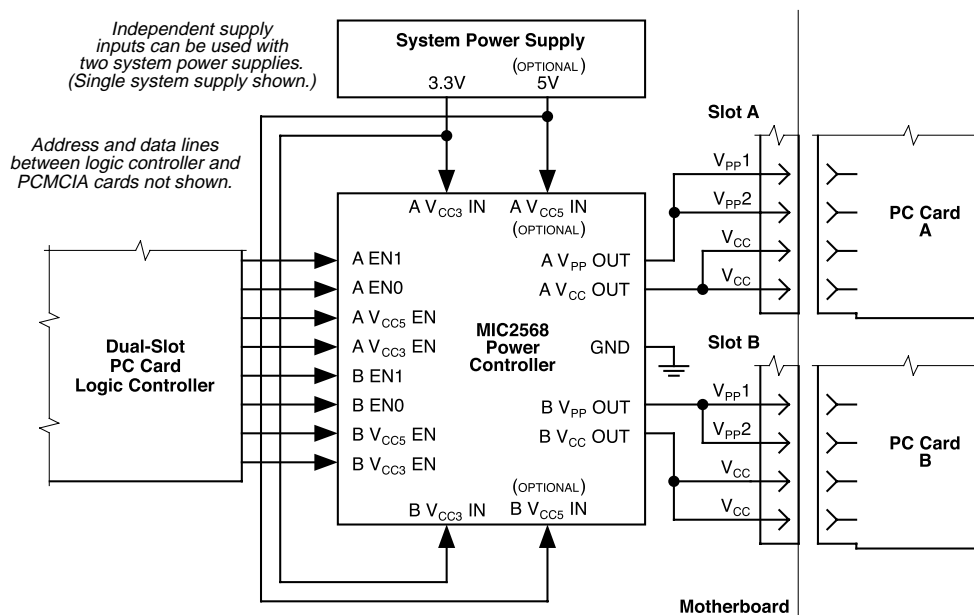 Independent supply
inputs can be used with
two system power supplies.
(Single system supply shown.)
System Power Supply
(OPTIONAL)
3.3V
5V
Address and data lines
between logic controller and
PCMCIA cards not shown.
Slot A
A VCC3 IN
A VCC5 IN
(OPTIONAL)
VPP1
VPP2
VCC
VCC
PC Card
A
A EN1
A EN0
A VCC5 EN
A VCC3 EN
B EN1
B EN0
B VCC5 EN
B VCC3 EN
A VPP OUT
A VCC OUT
MIC2568
Power
Controller
GND
B VPP OUT
B VCC OUT
Dual-Slot
PC Card
Logic Controller
Slot B
VPP1
VPP2
VCC
VCC
PC Card
B
(OPTIONAL)
B VCC3 IN
B VCC5 IN
Motherboard